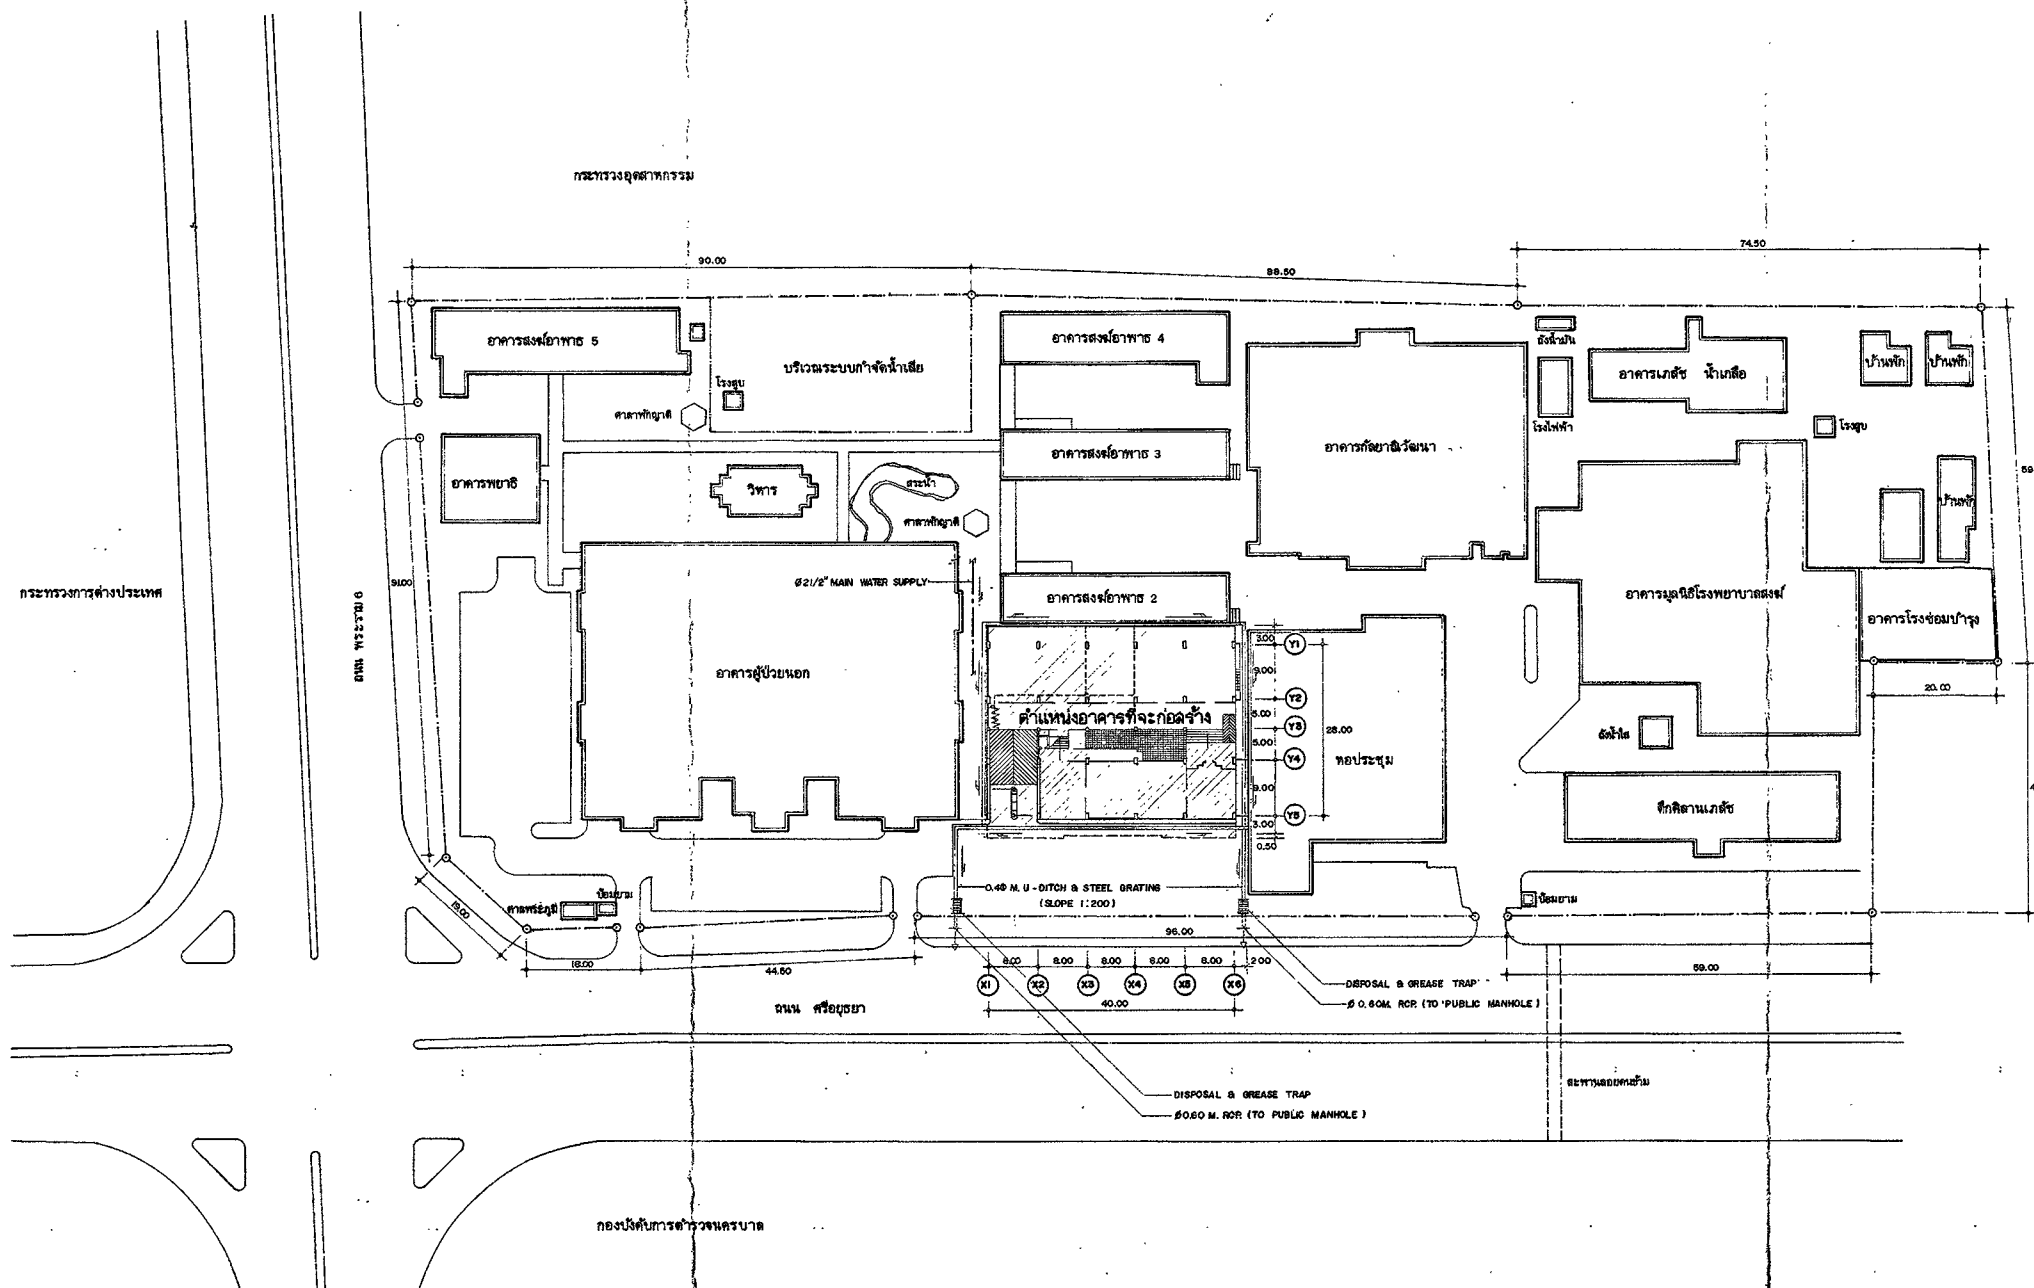 กระทรวงอุตสาหกรรม
74.50
90.00
88.50
อาคารสงฆ์อาพาธ 5
บริเวณระบบกำจัดน้ำเสีย
โรงสูบ
ศาลาพักญาติ
อาคารสงฆ์อาพาธ 4
ถังน้ำมัน
โรงไฟฟ้า
อาคารเภสัช น้ำเกลือ
บ้านพัก
บ้านพัก
โรงสูบ
อาคารพยาธิ
วิหาร
สระน้ำ
ศาลาพักญาติ
อาคารสงฆ์อาพาธ 3
อาคารกัลยาณิวัฒนา
บ้านพัก
กระทรวงการต่างประเทศ
ถนน พระราม 6
91.00
Ø21/2" MAIN WATER SUPPLY
อาคารสงฆ์อาพาธ 2
อาคารมูลนิธิโรงพยาบาลสงฆ์
อาคารโรงซ่อมบำรุง
20.00
อาคารผู้ป่วยนอก
ตำแหน่งอาคารที่จะก่อสร้าง
3.00
Y1
9.00
Y2
5.00
Y3
5.00
Y4
9.00
Y5
3.00
0.50
28.00
หอประชุม
ถังน้ำใส
ตึกคิลานเภสัช
0.40 M. U-DITCH & STEEL GRATING
(SLOPE 1:200)
ศาลพระภูมิ
ป้อมยาม
ป้อมยาม
19.00
18.00
44.50
96.00
59.00
8.00
8.00
8.00
8.00
8.00
2.00
X1
X2
X3
X4
X5
X6
40.00
ถนน ศรีอยุธยา
DISPOSAL & GREASE TRAP
Ø 0.60M. RCP. (TO PUBLIC MANHOLE)
DISPOSAL & GREASE TRAP
Ø0.60 M. RCP. (TO PUBLIC MANHOLE)
สะพานลอยคนข้าม
กองบังคับการตำรวจนครบาล